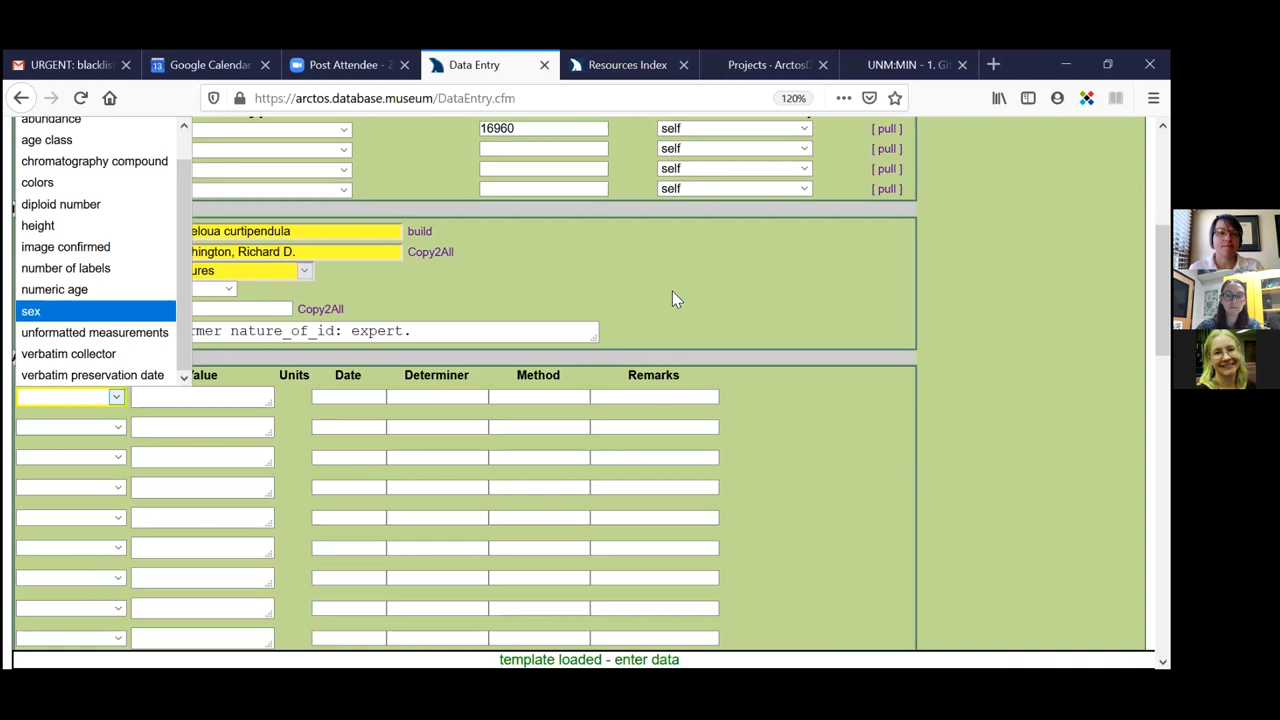 URGENT: blacklis
Google Calenda
Post Attendee -
Data Entry
Resources Index
Projects - Arctos
UNM:MIN - 1. Gi
https://arctos.database.museum/DataEntry.cfm
120%
abundance
age class
chromatography compound
colors
diploid number
height
image confirmed
number of labels
numeric age
sex
unformatted measurements
verbatim collector
verbatim preservation date
16960
self
[ pull ]
self
[ pull ]
self
[ pull ]
self
[ pull ]
eloua curtipendula
build
hington, Richard D.
Copy2All
ures
Copy2All
rmer nature_of_id: expert.
Value
Units
Date
Determiner
Method
Remarks
template loaded - enter data